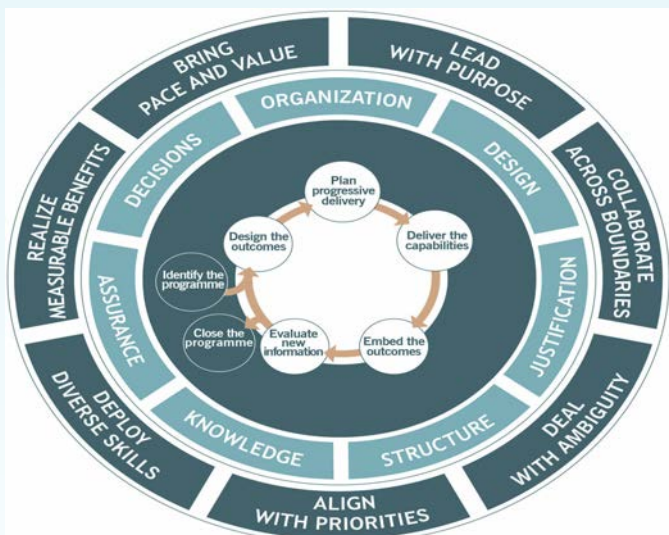 BRING
PACE AND VALUE
LEAD
WITH PURPOSE
COLLABORATE
ACROSS BOUNDARIES
DEAL
WITH AMBIGUITY
ALIGN
WITH PRIORITIES
DEPLOY
DIVERSE SKILLS
REALIZE
MEASURABLE BENEFITS
ORGANIZATION
DESIGN
JUSTIFICATION
STRUCTURE
KNOWLEDGE
ASSURANCE
DECISIONS
Plan
progressive
delivery
Deliver the
capabilities
Embed the
outcomes
Evaluate
new
information
Close the
programme
Identify the
programme
Design the
outcomes